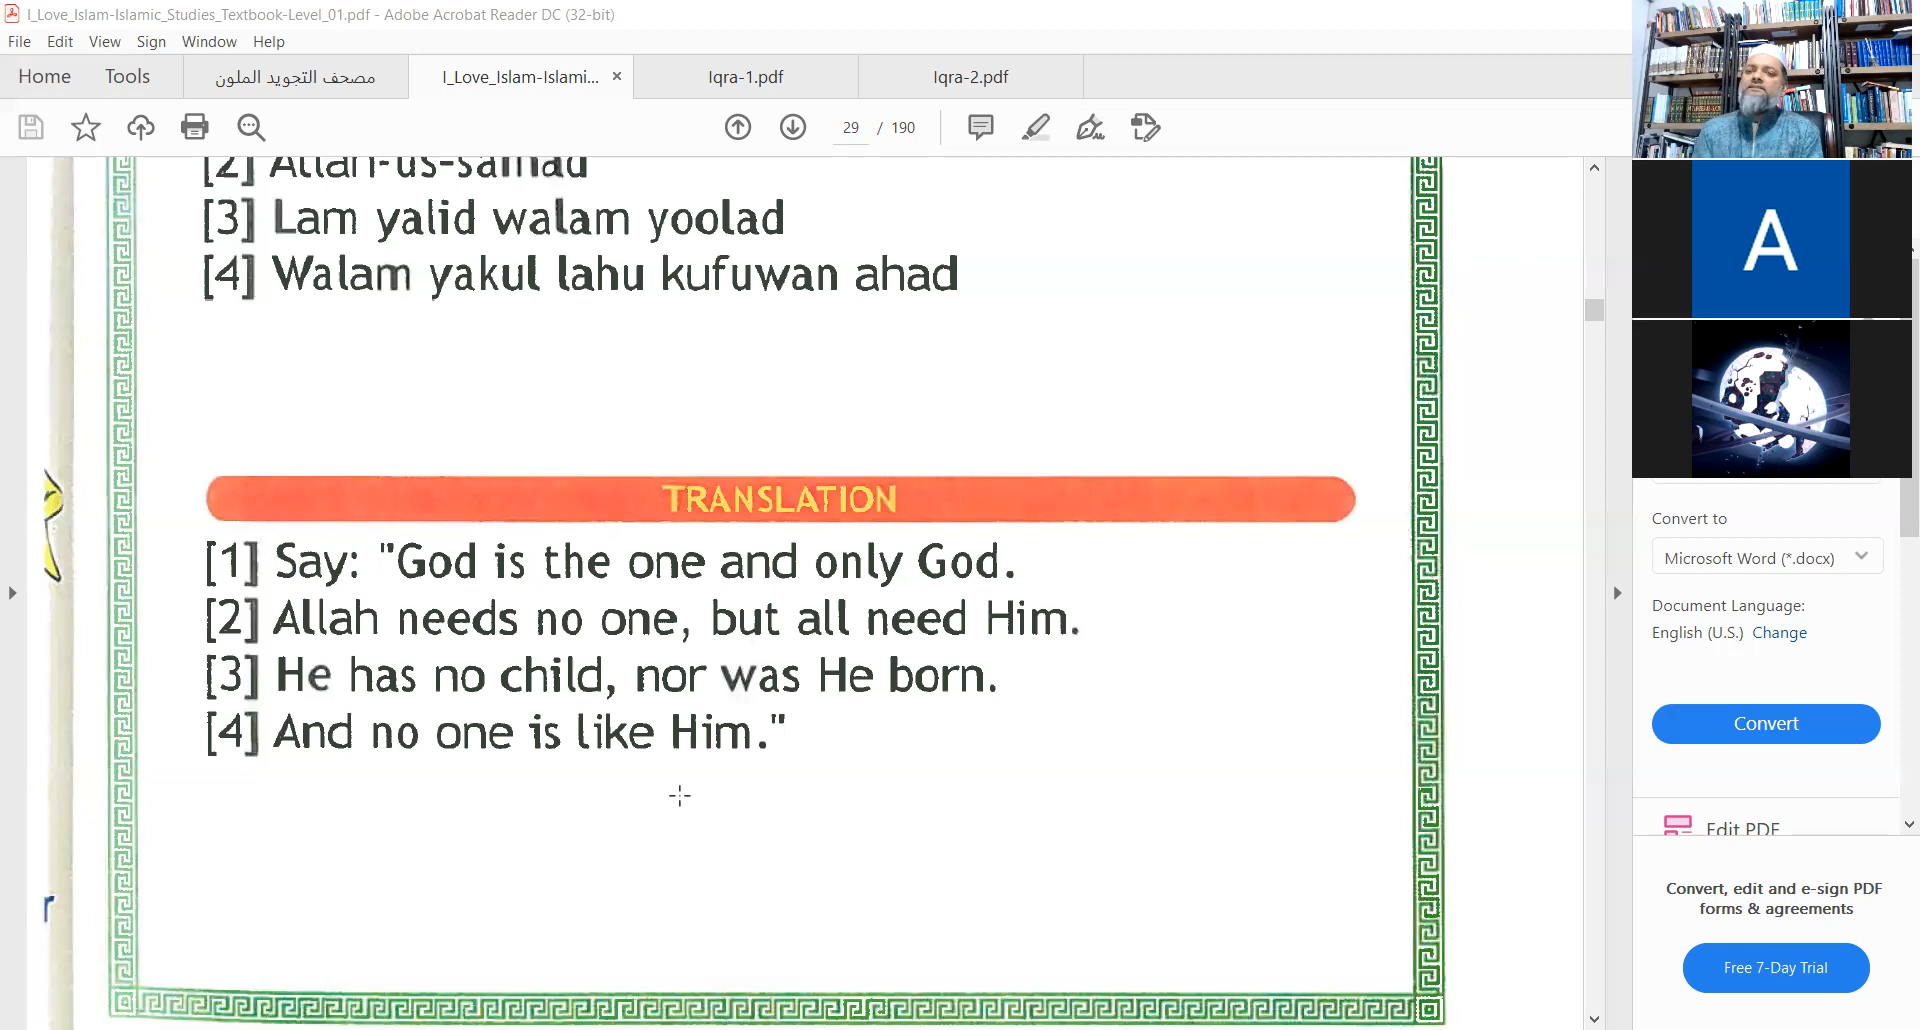 I_Love_Islam-Islamic_Studies_Textbook-Level_01.pdf - Adobe Acrobat Reader DC (32-bit)
File Edit View Sign Window Help
Home Tools مصحف التجويد الملون I_Love_Islam-Islami... × Iqra-1.pdf Iqra-2.pdf
29 / 190
[2] Allah-us-samad
[3] Lam yalid walam yoolad
[4] Walam yakul lahu kufuwan ahad
TRANSLATION
[1] Say: "God is the one and only God.
[2] Allah needs no one, but all need Him.
[3] He has no child, nor was He born.
[4] And no one is like Him."
r
A
Convert to
Microsoft Word (*.docx)
Document Language:
English (U.S.) Change
Convert
Edit PDF
Convert, edit and e-sign PDF
forms & agreements
Free 7-Day Trial